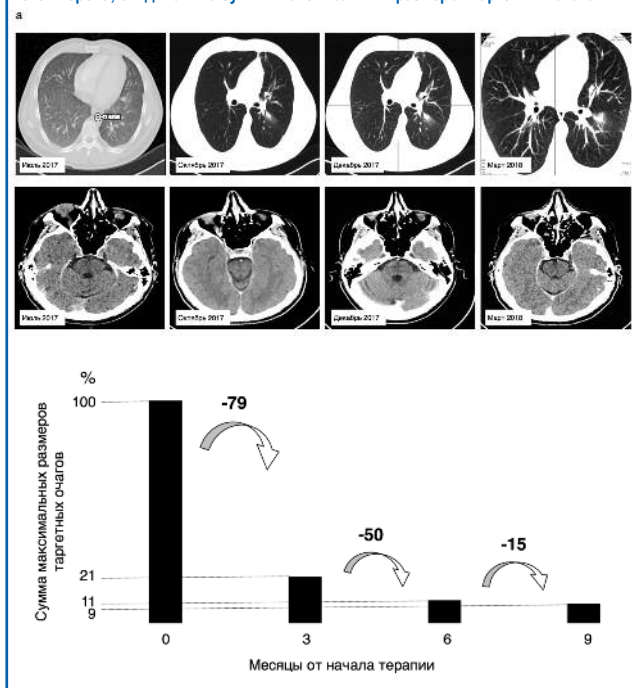 а
Июль 2017
Октябрь 2017
Декабрь 2017
Март 2018
Июль 2017
Октябрь 2017
Декабрь 2017
Март 2018
%
100
-79
-50
-15
21
11
9
0
3
6
9
Сумма максимальных размеров
таргетных очагов
Месяцы от начала терапии